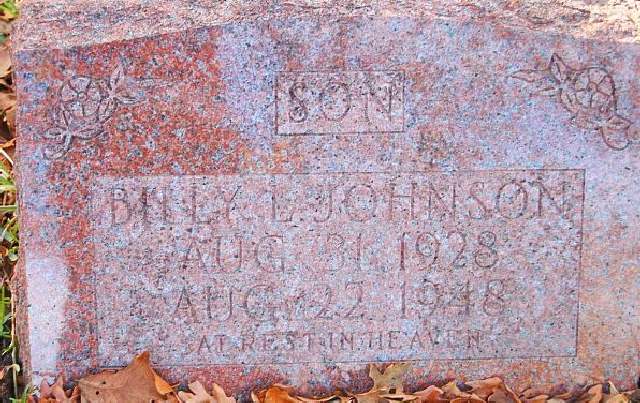 SON
BILLY L. JOHNSON
AUG. 31, 1928
AUG. 22, 1948
AT REST IN HEAVEN